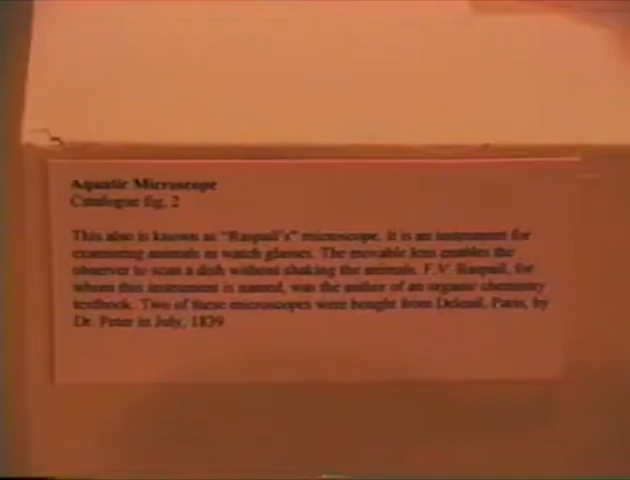 Aquatic Microscope
Catalogue fig. 2
This also is known as "Raspail's" microscope. It is an instrument for
examining animals in watch glasses. The movable lens enables the
observer to scan a dish without shaking the animals. F.V. Raspail, for
whom this instrument is named, was the author of an organic chemistry
textbook. Two of these microscopes were bought from Deleuil, Paris, by
Dr. Peter in July, 1839